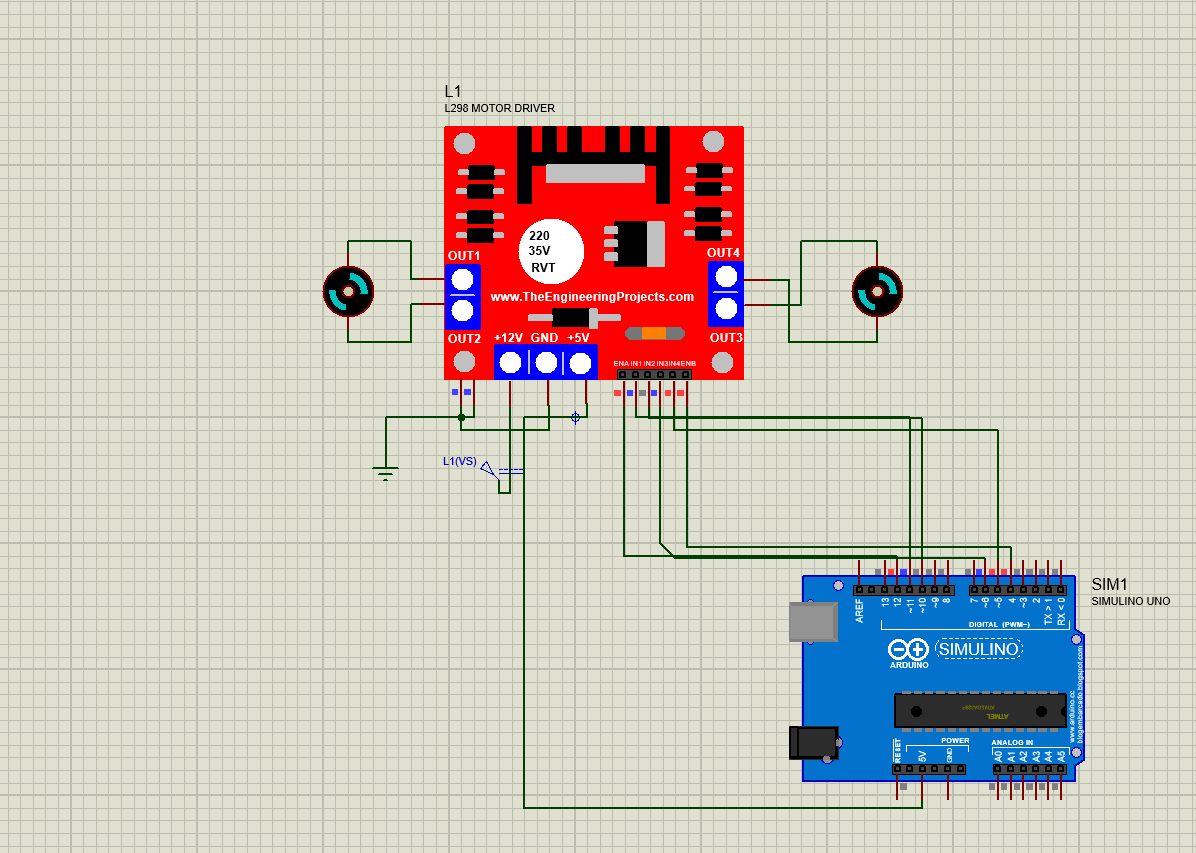 L1
L298 MOTOR DRIVER
220
35V
RVT
OUT1
OUT4
www.TheEngineeringProjects.com
OUT2
+12V GND +5V
OUT3
ENA IN1 IN2 IN3 IN4 ENB
L1(VS)
SIM1
SIMULINO UNO
AREF
13
12
~11
~10
~9
8
7
~6
~5
4
~3
2
TX > 1
RX < 0
DIGITAL (PWM~)
ARDUINO
SIMULINO
ATMEL
www.arduino.cc
blogembarcado.blogspot.com
RESET
5V
GND
POWER
ANALOG IN
A0
A1
A2
A3
A4
A5